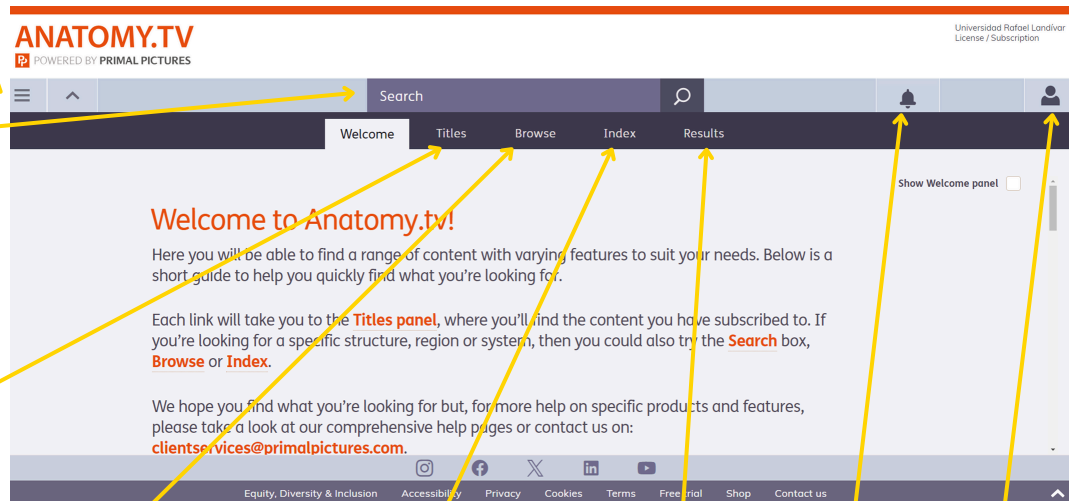 ANATOMY.TV
POWERED BY PRIMAL PICTURES
Universidad Rafael Landívar
License / Subscription
Search
Welcome Titles Browse Index Results
Show Welcome panel
Welcome to Anatomy.tv!
Here you will be able to find a range of content with varying features to suit your needs. Below is a
short guide to help you quickly find what you're looking for.
Each link will take you to the Titles panel, where you'll find the content you have subscribed to. If
you're looking for a specific structure, region or system, then you could also try the Search box,
Browse or Index.
We hope you find what you're looking for but, for more help on specific products and features,
please take a look at our comprehensive help pages or contact us on:
clientservices@primalpictures.com.
Equity, Diversity & Inclusion Accessibility Privacy Cookies Terms Free trial Shop Contact us